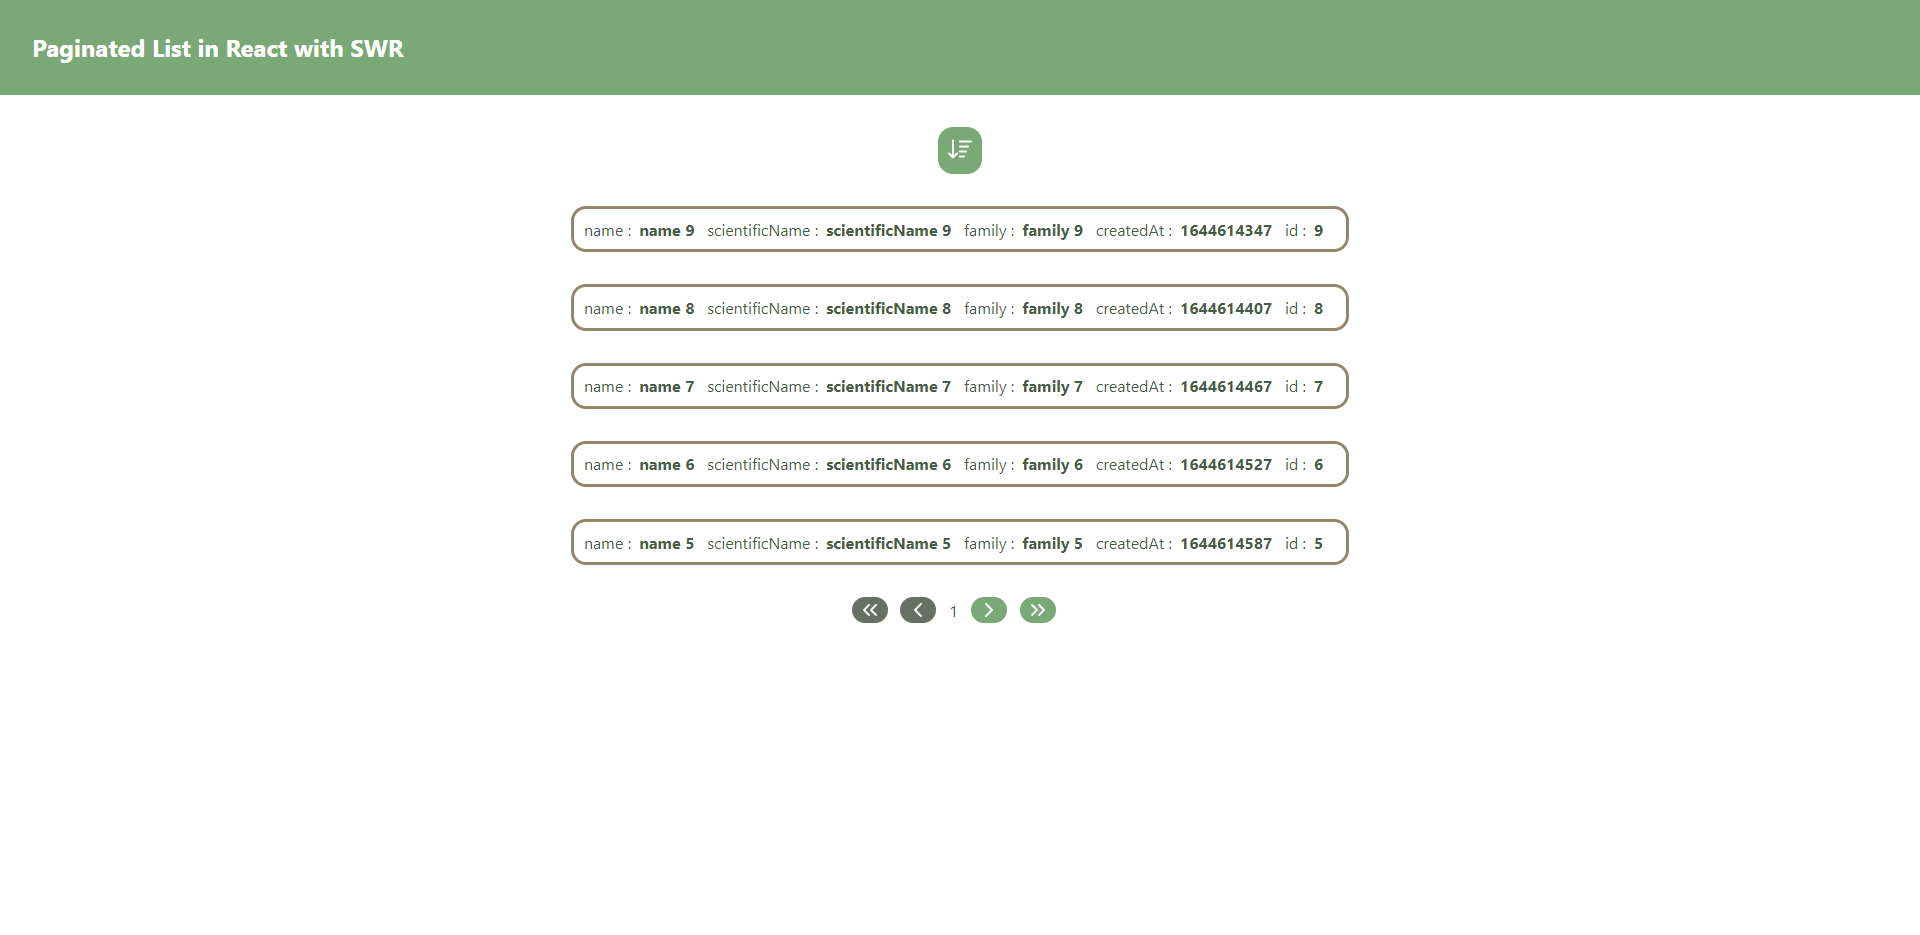 Paginated List in React with SWR
name : name 9 scientificName : scientificName 9 family : family 9 createdAt : 1644614347 id : 9
name : name 8 scientificName : scientificName 8 family : family 8 createdAt : 1644614407 id : 8
name : name 7 scientificName : scientificName 7 family : family 7 createdAt : 1644614467 id : 7
name : name 6 scientificName : scientificName 6 family : family 6 createdAt : 1644614527 id : 6
name : name 5 scientificName : scientificName 5 family : family 5 createdAt : 1644614587 id : 5
1